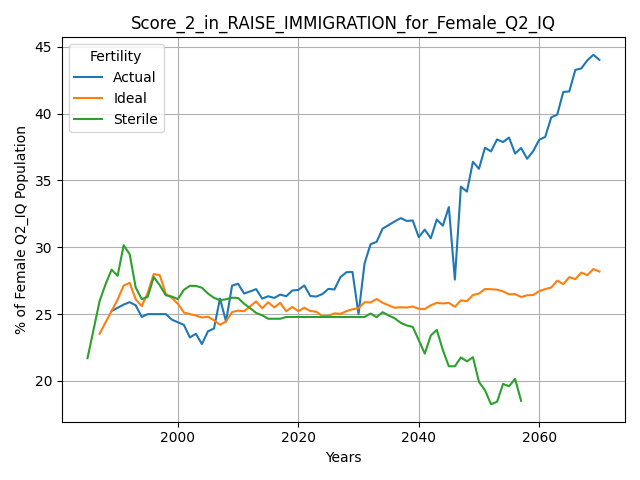 Score_2_in_RAISE_IMMIGRATION_for_Female_Q2_IQ
45
40
35
30
25
20
% of Female Q2_IQ Population
Fertility
Actual
Ideal
Sterile
2000 2020 2040 2060
Years